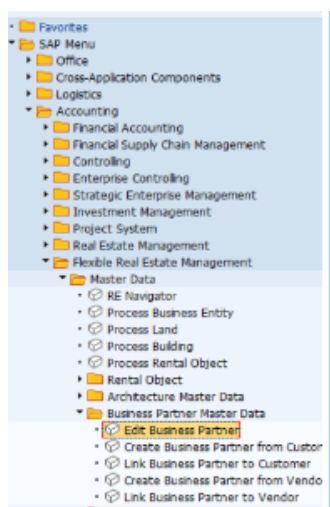 Favorites
SAP Menu
Office
Cross-Application Components
Logistics
Accounting
Financial Accounting
Financial Supply Chain Management
Controlling
Enterprise Controlling
Strategic Enterprise Management
Investment Management
Project System
Real Estate Management
Flexible Real Estate Management
Master Data
RE Navigator
Process Business Entity
Process Land
Process Building
Process Rental Object
Rental Object
Architecture Master Data
Business Partner Master Data
Edit Business Partner
Create Business Partner from Custor
Link Business Partner to Customer
Create Business Partner from Vendo
Link Business Partner to Vendor